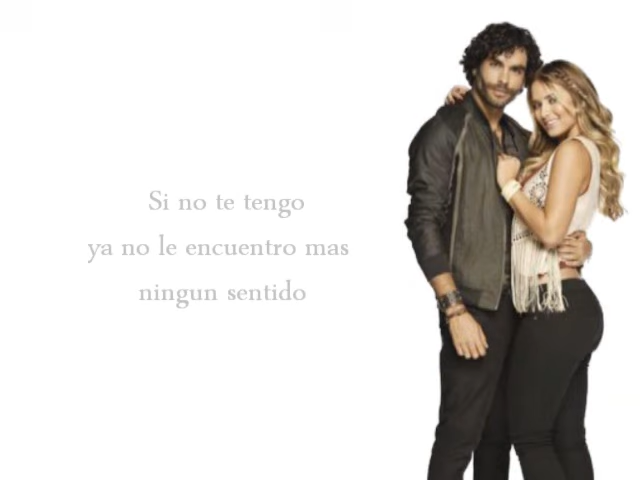 Si no te tengo
ya no le encuentro mas
ningun sentido